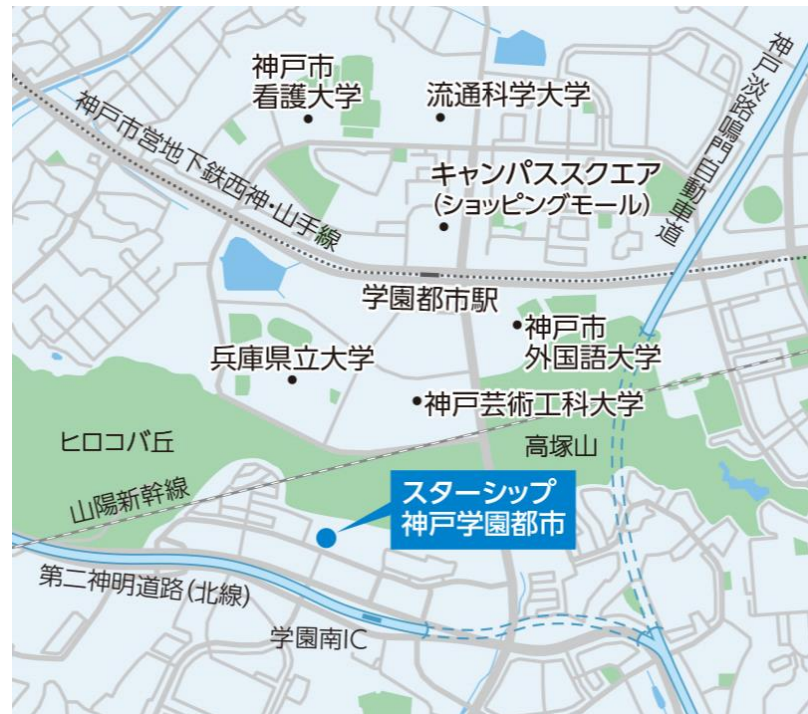 神戸市
看護大学
流通科学大学
神戸淡路鳴門自動車道
神戸市営地下鉄西神・山手線
キャンパススクエア
（ショッピングモール）
学園都市駅
神戸市
外国語大学
兵庫県立大学
神戸芸術工科大学
ヒロコバ丘
高塚山
山陽新幹線
スターシップ
神戸学園都市
第二神明道路（北線）
学園南IC